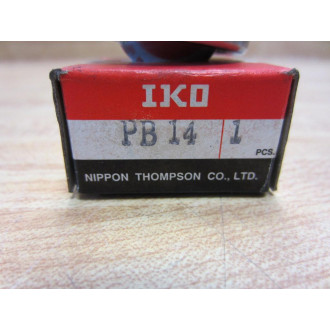 IKO
PB 14 1
PCS.
NIPPON THOMPSON CO., LTD.